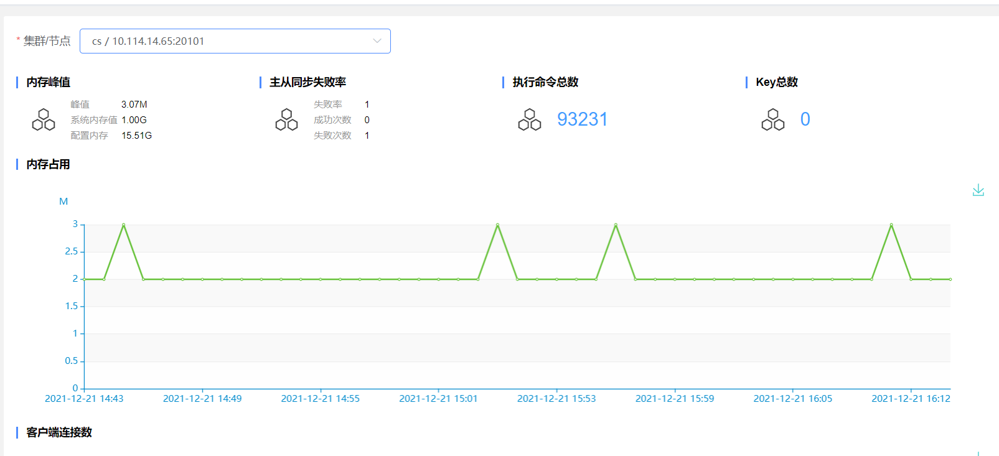 * 集群/节点 cs / 10.114.14.65:20101
内存峰值 主从同步失败率 执行命令总数 Key总数
峰值 3.07M 失败率 1
系统内存值 1.00G 成功次数 0 93231 0
配置内存 15.51G 失败次数 1
内存占用
M
3
2.5
2
1.5
1
0.5
0
2021-12-21 14:43 2021-12-21 14:49 2021-12-21 14:55 2021-12-21 15:01 2021-12-21 15:53 2021-12-21 15:59 2021-12-21 16:05 2021-12-21 16:12
客户端连接数